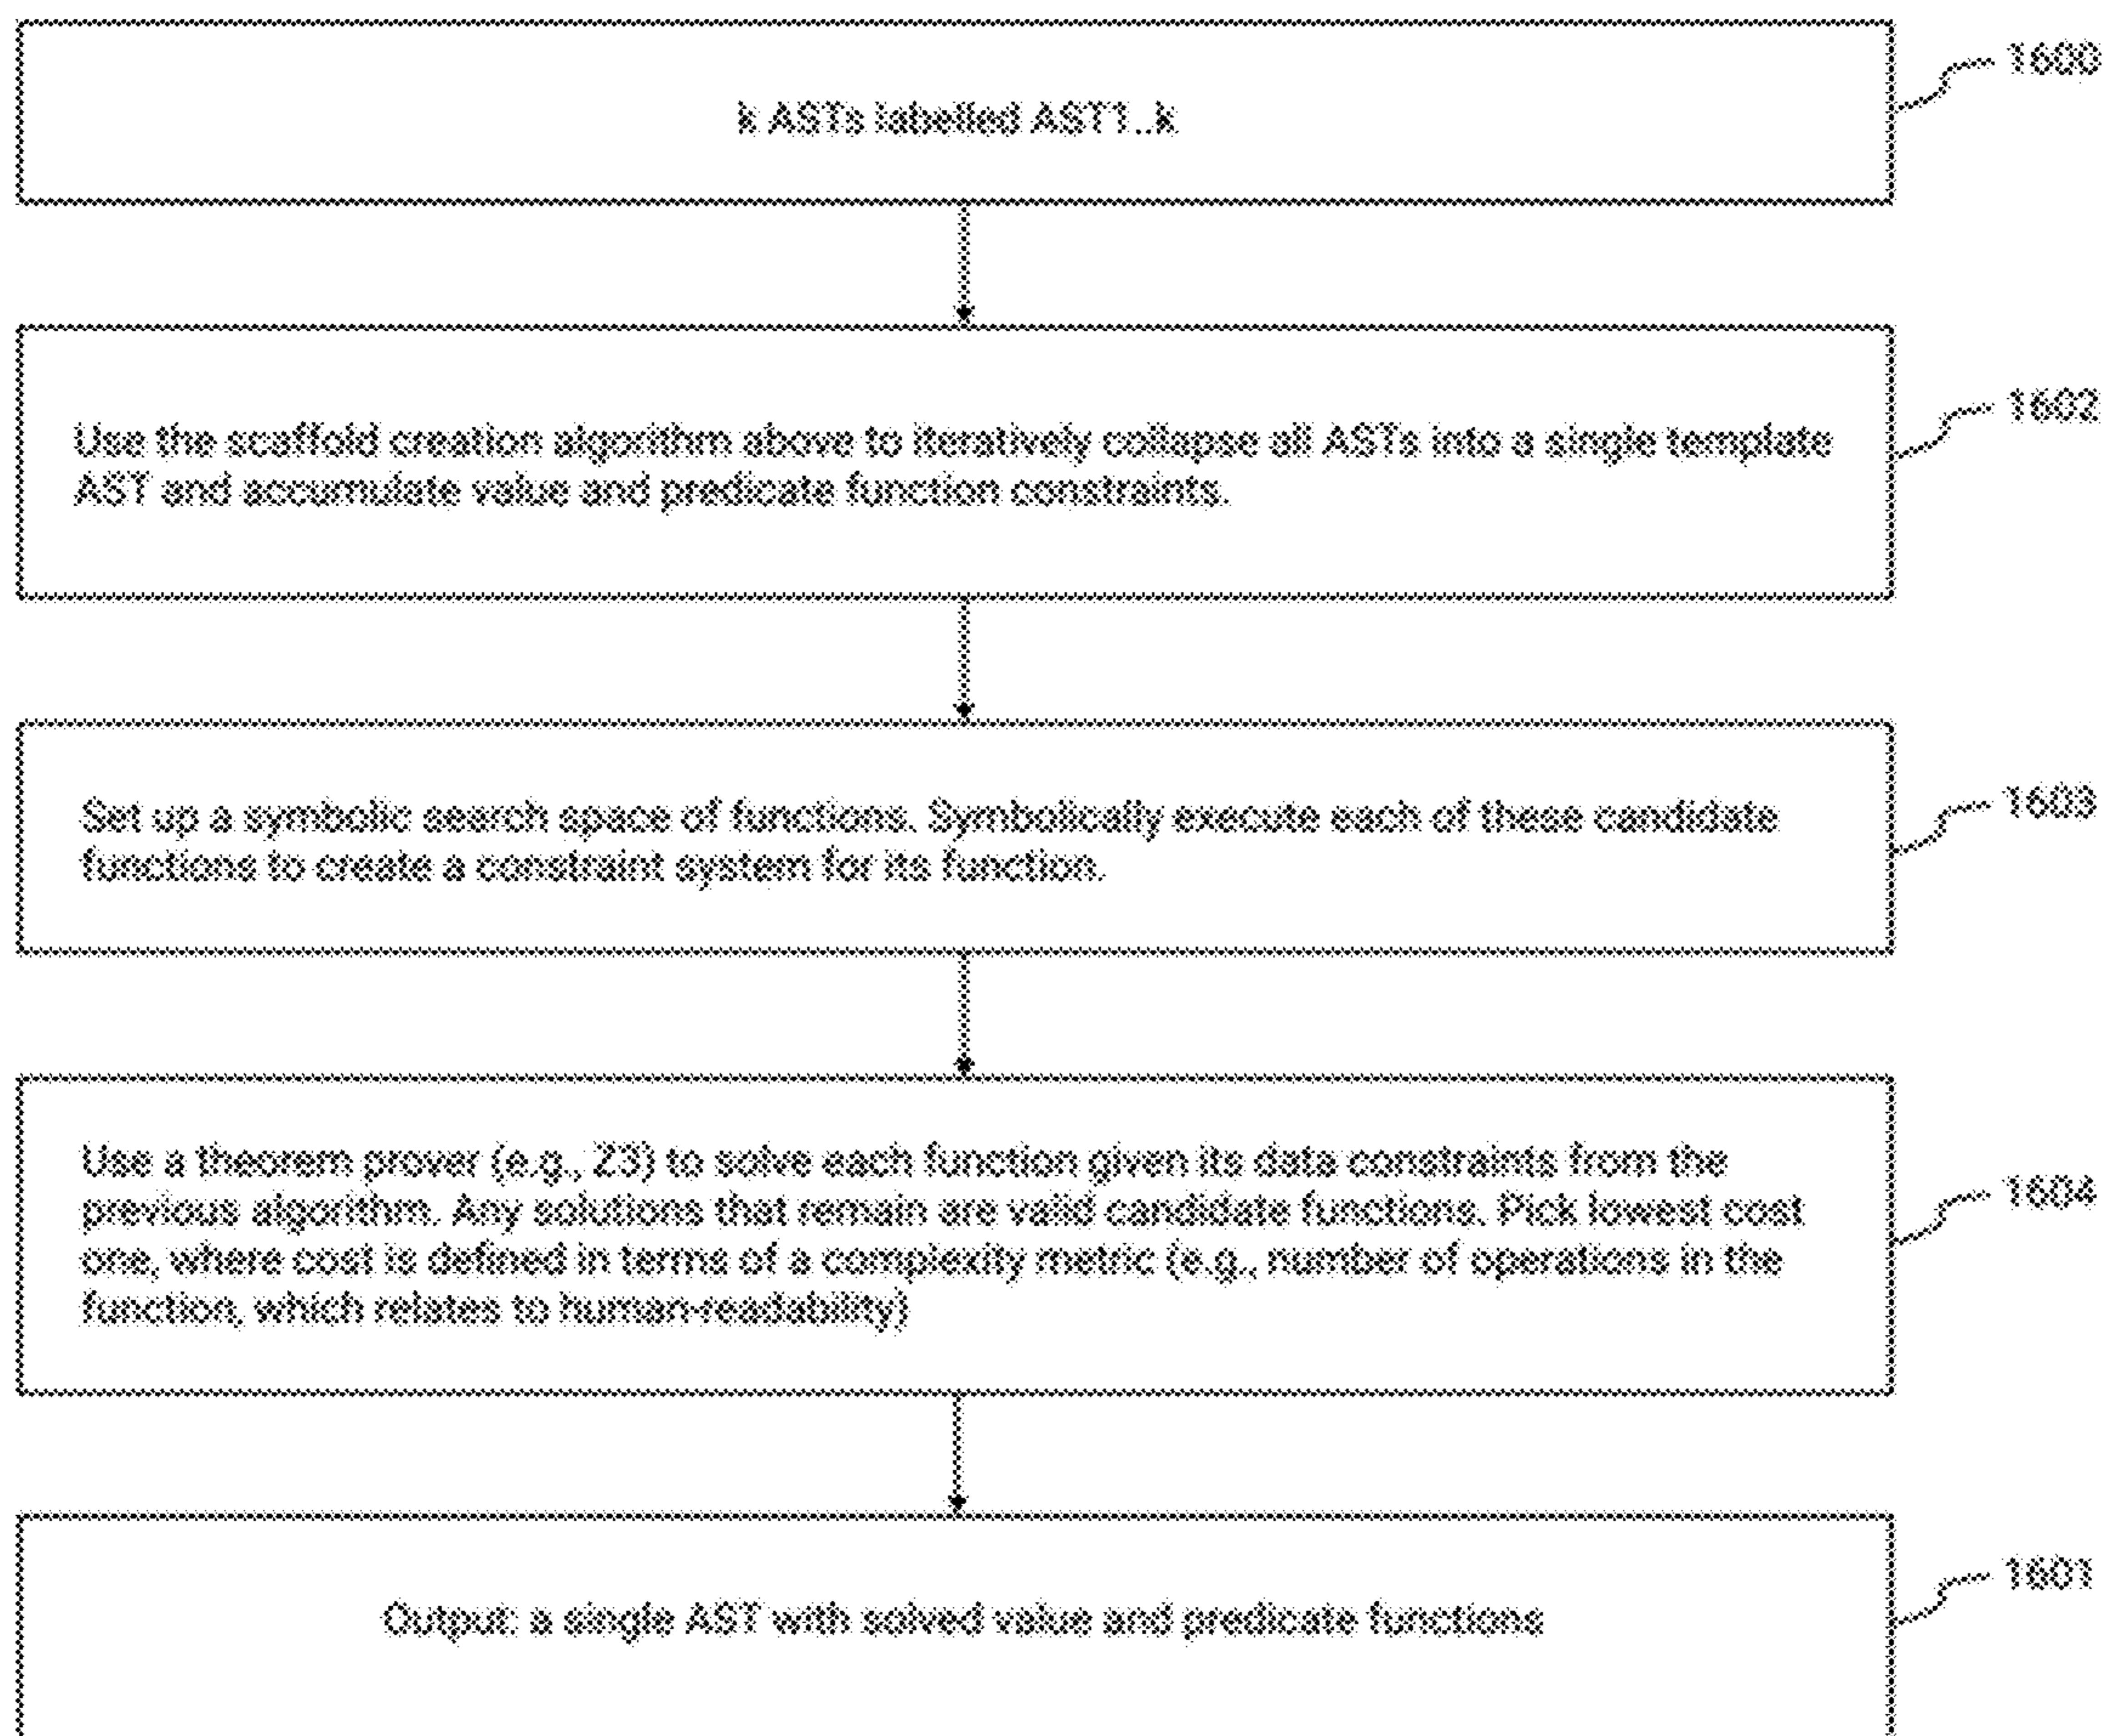 k ASTs labelled AST1..k
1600
Use the scaffold creation algorithm above to iteratively collapse all ASTs into a single template
AST and accumulate value and predicate function constraints.
1602
Set up a symbolic search space of functions. Symbolically execute each of these candidate
functions to create a constraint system for its function.
1603
Use a theorem prover (e.g., Z3) to solve each function given its data constraints from the
previous algorithm. Any solutions that remain are valid candidate functions. Pick lowest cost
one, where cost is defined in terms of a complexity metric (e.g., number of operations in the
function, which relates to human-readability)
1604
Output: a single AST with solved value and predicate functions
1601